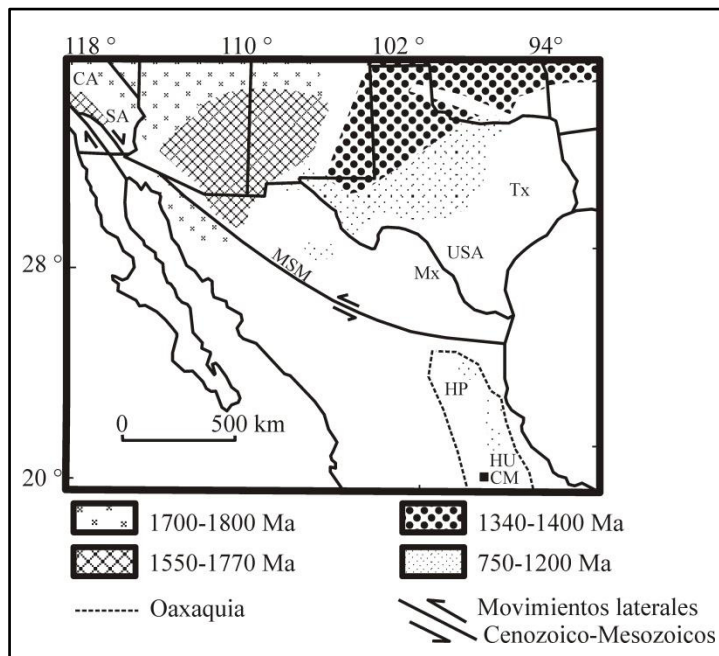 118 ° 110 ° 102 ° 94 °
CA
SA
Tx
USA
28 °
MSM
Mx
HP
0 500 km
HU
20 °
CM
1700-1800 Ma 1340-1400 Ma
1550-1770 Ma 750-1200 Ma
Oaxaquia Movimientos laterales
Cenozoico-Mesozoicos